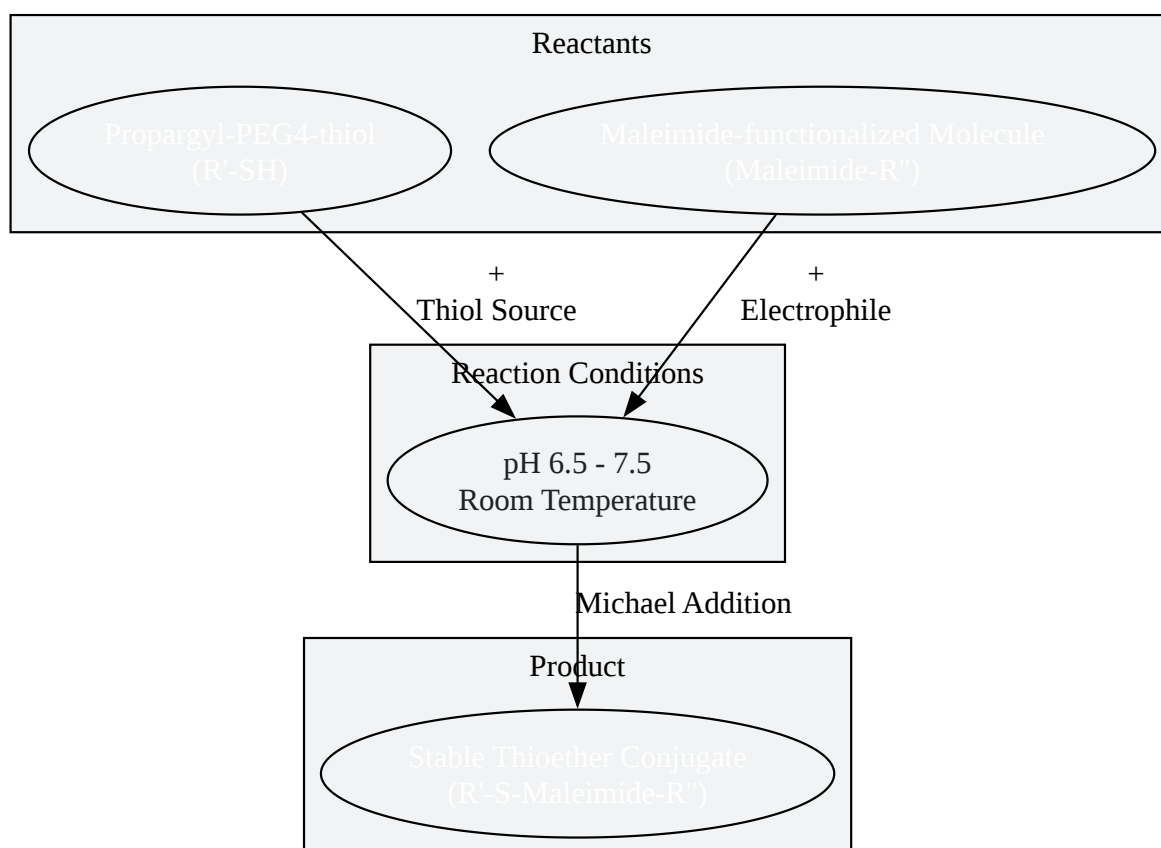 Reactants
Propargyl-PEG4-thiol
(R'-SH)
Maleimide-functionalized Molecule
(Maleimide-R")
+
Thiol Source
+
Electrophile
Reaction Conditions
pH 6.5 - 7.5
Room Temperature
Michael Addition
Product
Stable Thioether Conjugate
(R'-S-Maleimide-R")